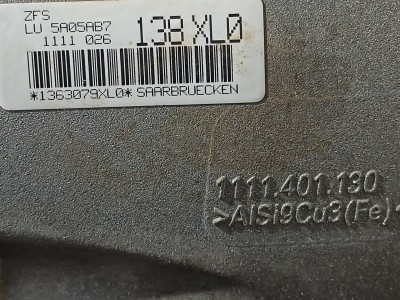 ZFS
LU 5A05AB7
1111 026
138 XL0
*1363079XL0* SAARBRUECKEN
1111.401.130
>AlSi9Cu3(Fe)